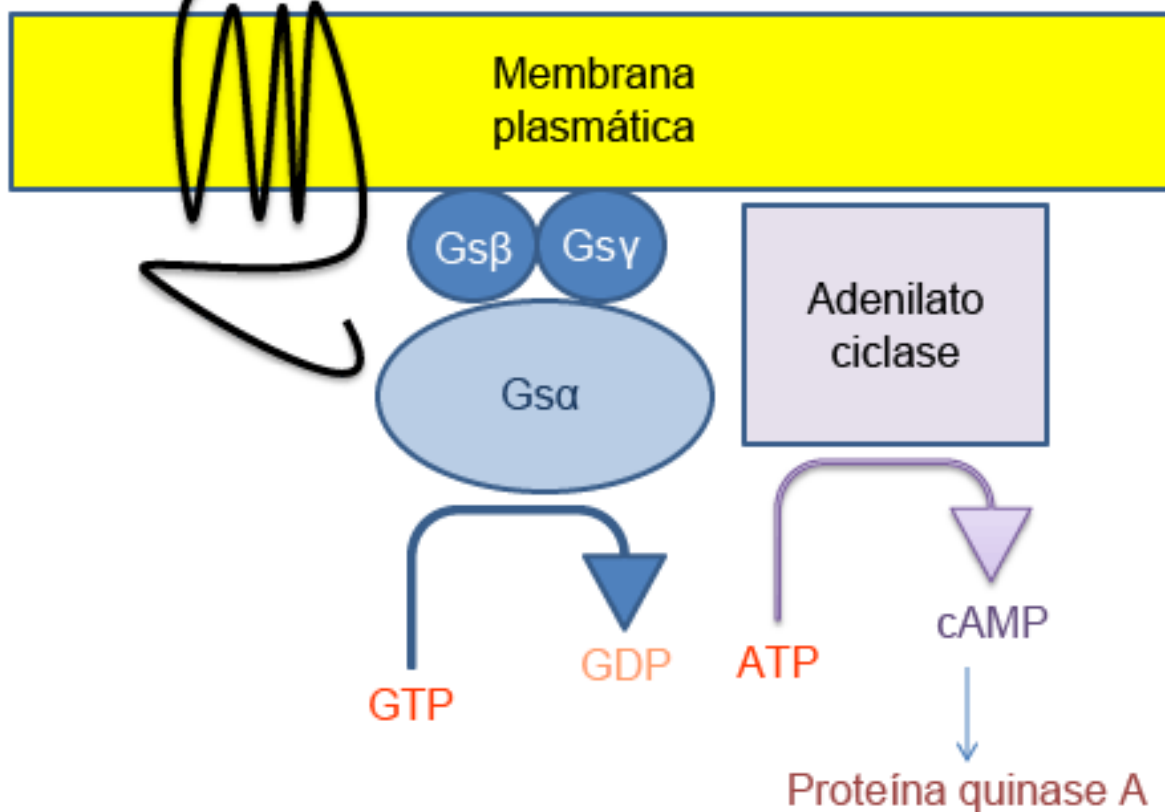 Membrana
plasmática
Gsβ
Gsγ
Adenilato
ciclase
Gsα
cAMP
GDP
ATP
GTP
Proteína quinase A